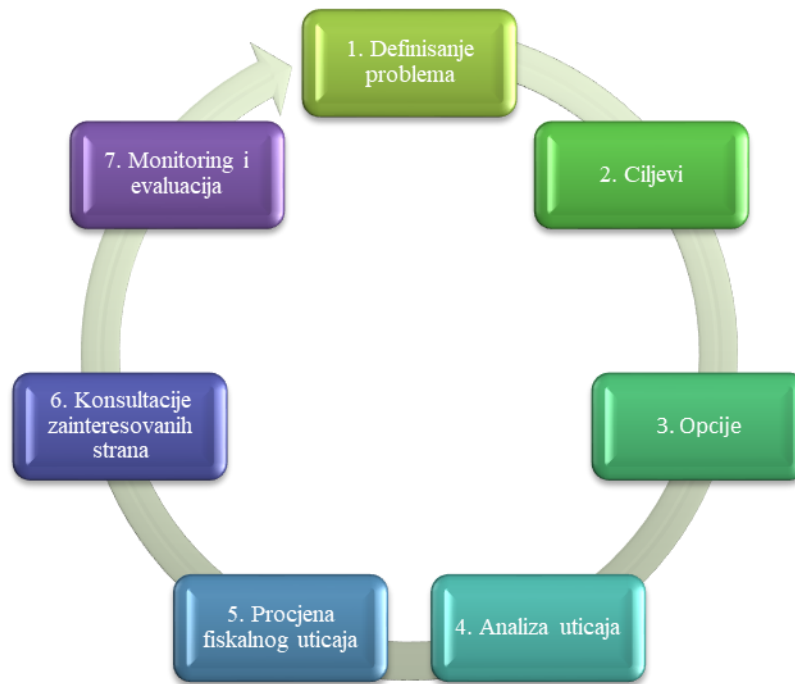 1. Definisanje
problema
2. Ciljevi
3. Opcije
4. Analiza uticaja
5. Procjena
fiskalnog uticaja
6. Konsultacije
zainteresovanih
strana
7. Monitoring i
evaluacija